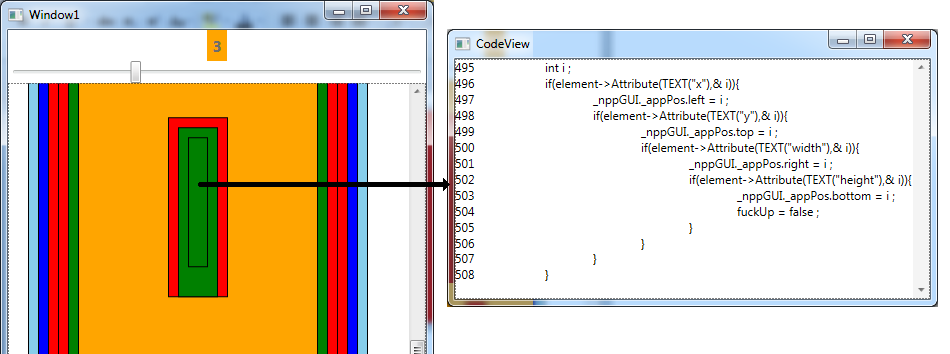 Window1
3
CodeView
495 int i ;
496 if(element->Attribute(TEXT("x"),& i)){
497 _nppGUI._appPos.left = i ;
498 if(element->Attribute(TEXT("y"),& i)){
499 _nppGUI._appPos.top = i ;
500 if(element->Attribute(TEXT("width"),& i)){
501 _nppGUI._appPos.right = i ;
502 if(element->Attribute(TEXT("height"),& i)){
503 _nppGUI._appPos.bottom = i ;
504 fuckUp = false ;
505 }
506 }
507 }
508 }